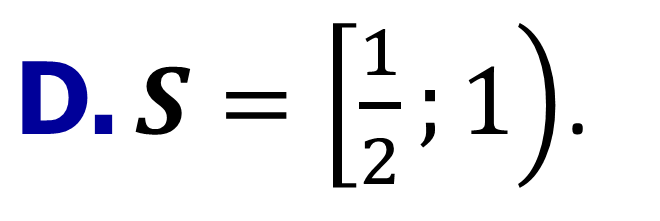 D. S = [1/2; 1).